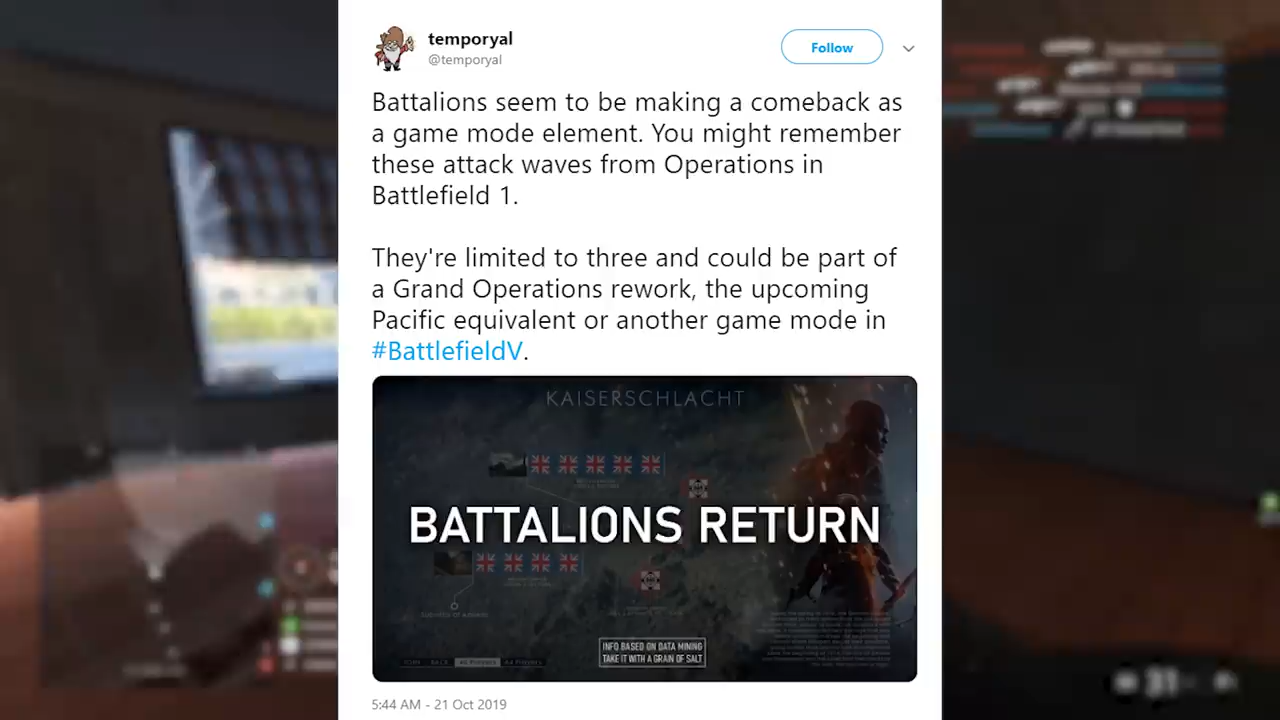 temporyal
@temporyal
Follow
Battalions seem to be making a comeback as
a game mode element. You might remember
these attack waves from Operations in
Battlefield 1.
They're limited to three and could be part of
a Grand Operations rework, the upcoming
Pacific equivalent or another game mode in
#BattlefieldV.
KAISERSCHLACHT
BATTALIONS RETURN
INFO BASED ON DATA MINING
TAKE IT WITH A GRAIN OF SALT
5:44 AM - 21 Oct 2019
31